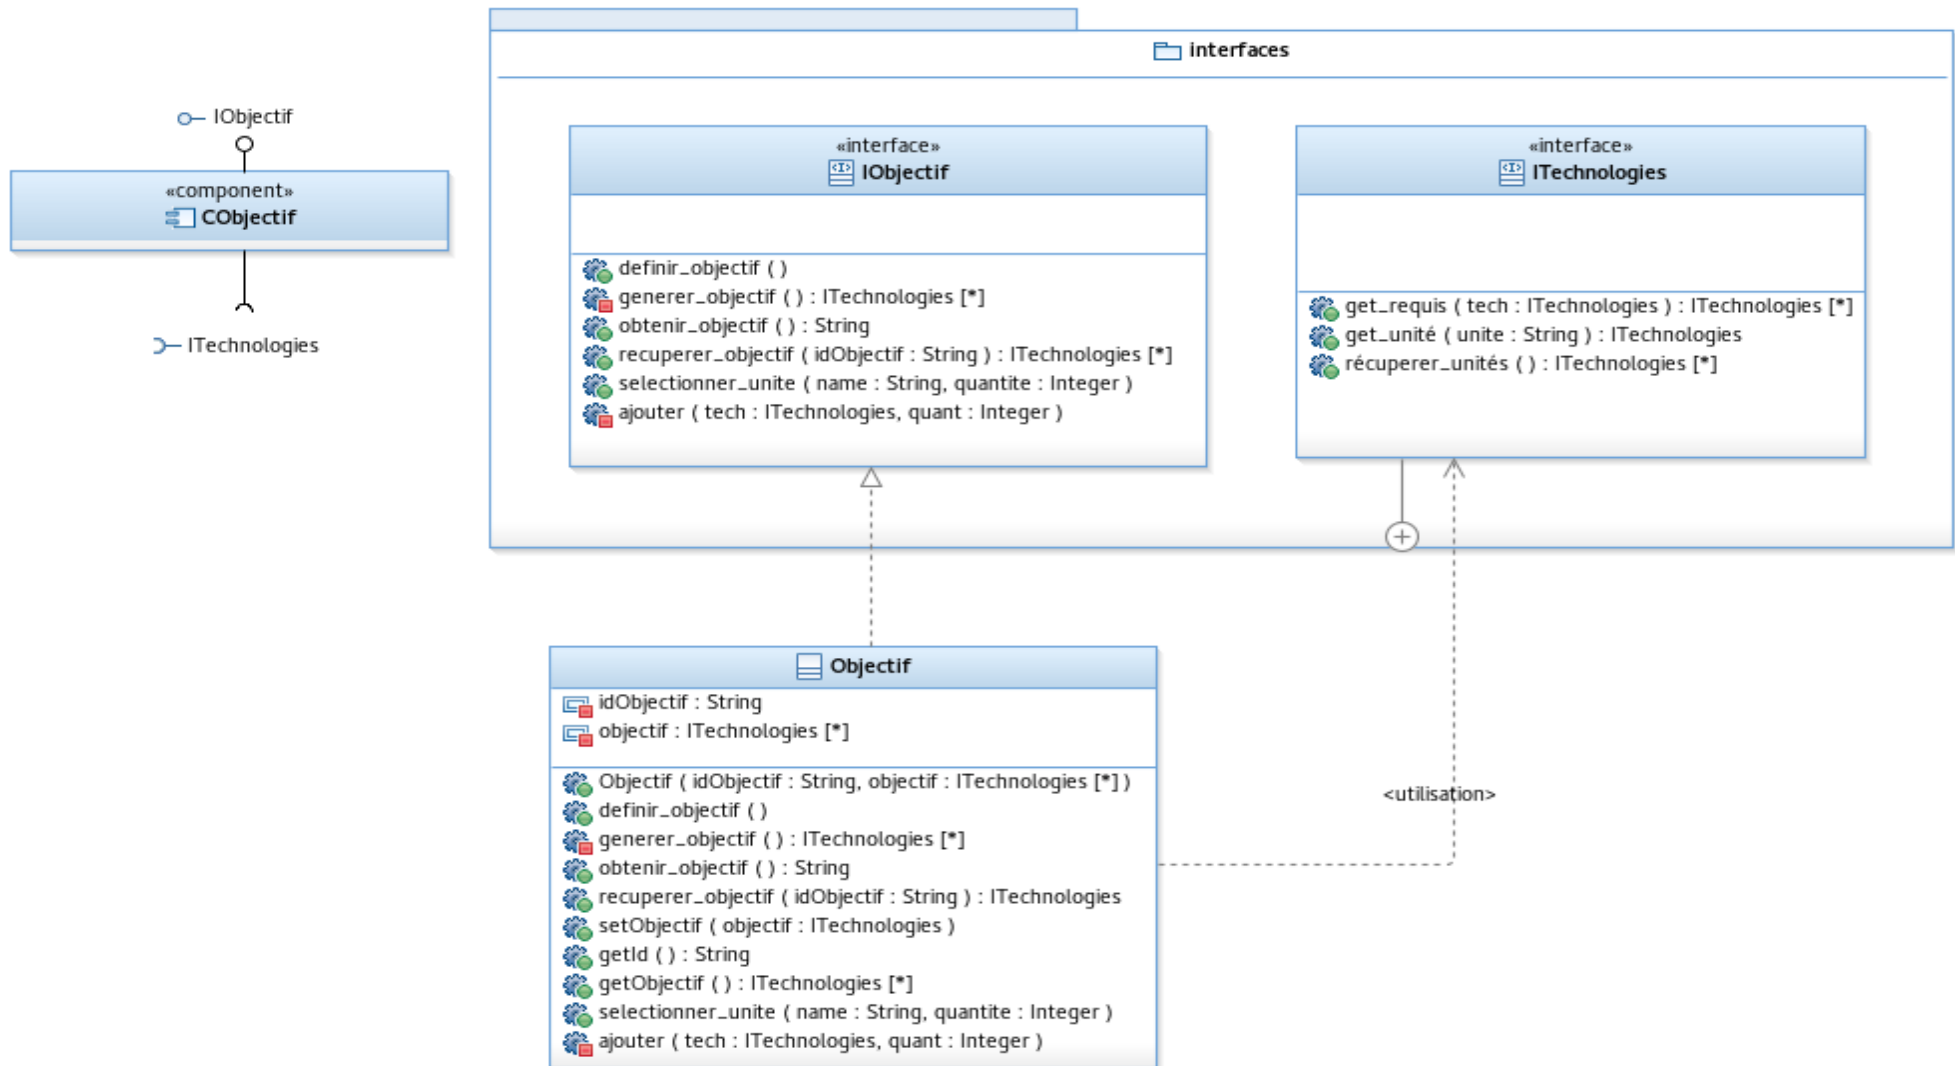 IObjectif
«component»
CObjectif
ITechnologies
interfaces
«interface»
IObjectif
definir_objectif ( )
generer_objectif ( ) : ITechnologies [*]
obtenir_objectif ( ) : String
recuperer_objectif ( idObjectif : String ) : ITechnologies [*]
selectionner_unite ( name : String, quantite : Integer )
ajouter ( tech : ITechnologies, quant : Integer )
«interface»
ITechnologies
get_requis ( tech : ITechnologies ) : ITechnologies [*]
get_unité ( unite : String ) : ITechnologies
récuperer_unités ( ) : ITechnologies [*]
Objectif
idObjectif : String
objectif : ITechnologies [*]
Objectif ( idObjectif : String, objectif : ITechnologies [*] )
definir_objectif ( )
generer_objectif ( ) : ITechnologies [*]
obtenir_objectif ( ) : String
recuperer_objectif ( idObjectif : String ) : ITechnologies
setObjectif ( objectif : ITechnologies )
getId ( ) : String
getObjectif ( ) : ITechnologies [*]
selectionner_unite ( name : String, quantite : Integer )
ajouter ( tech : ITechnologies, quant : Integer )
<utilisation>